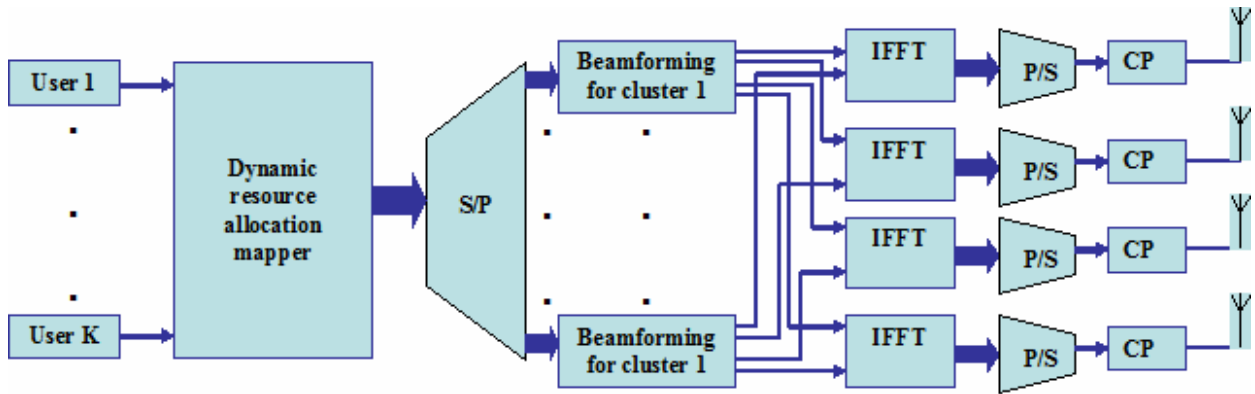 User 1
User K
Dynamic
resource
allocation
mapper
S/P
Beamforming
for cluster 1
Beamforming
for cluster 1
IFFT
P/S
CP
IFFT
P/S
CP
IFFT
P/S
CP
IFFT
P/S
CP